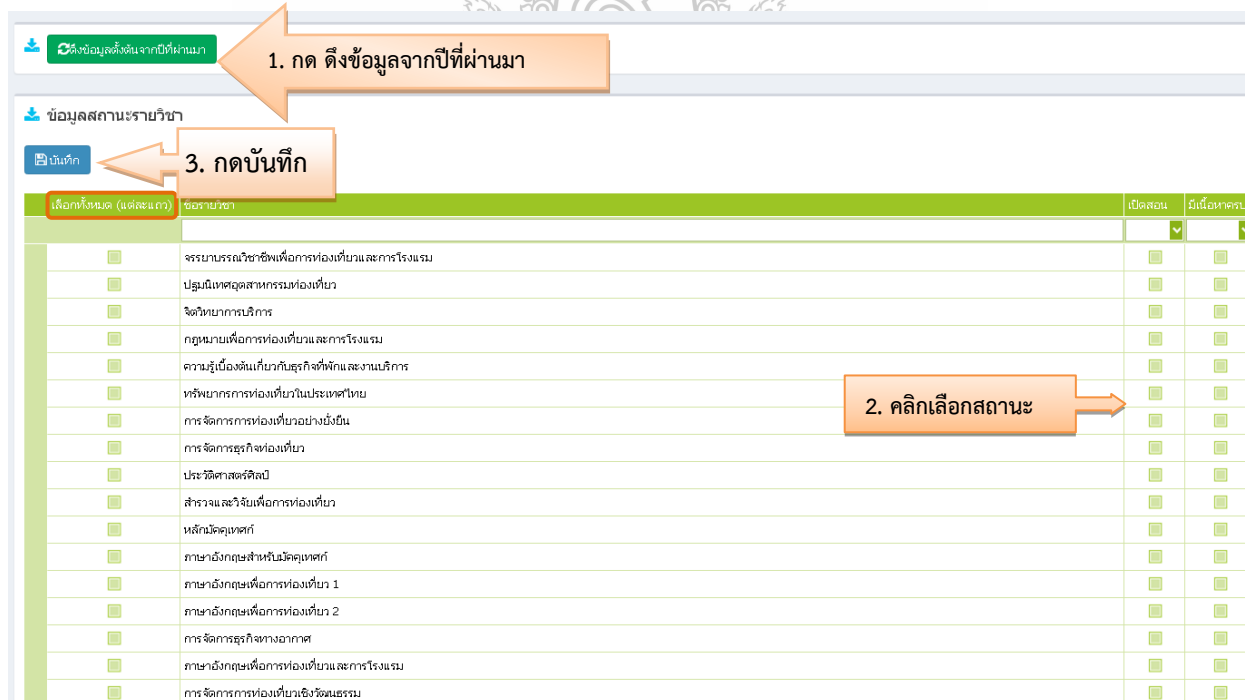 ดึงข้อมูลตั้งต้นจากปีที่ผ่านมา
1. กด ดึงข้อมูลจากปีที่ผ่านมา
ข้อมูลสถานะรายวิชา
บันทึก
3. กดบันทึก
เลือกทั้งหมด (แต่ละแถว) ชื่อรายวิชา เปิดสอน มีเนื้อหาครบ
จรรยาบรรณวิชาชีพเพื่อการท่องเที่ยวและการโรงแรม
ปฐมนิเทศอุตสาหกรรมท่องเที่ยว
จิตวิทยาการบริการ
กฎหมายเพื่อการท่องเที่ยวและการโรงแรม
ความรู้เบื้องต้นเกี่ยวกับธุรกิจที่พักและงานบริการ
ทรัพยากรการท่องเที่ยวในประเทศไทย
2. คลิกเลือกสถานะ
การจัดการการท่องเที่ยวอย่างยั่งยืน
การจัดการธุรกิจท่องเที่ยว
ประวัติศาสตร์ศิลป์
สำรวจและวิจัยเพื่อการท่องเที่ยว
หลักมัคคุเทศก์
ภาษาอังกฤษสำหรับมัคคุเทศก์
ภาษาอังกฤษเพื่อการท่องเที่ยว 1
ภาษาอังกฤษเพื่อการท่องเที่ยว 2
การจัดการธุรกิจทางอากาศ
ภาษาอังกฤษเพื่อการท่องเที่ยวและการโรงแรม
การจัดการการท่องเที่ยวเชิงวัฒนธรรม